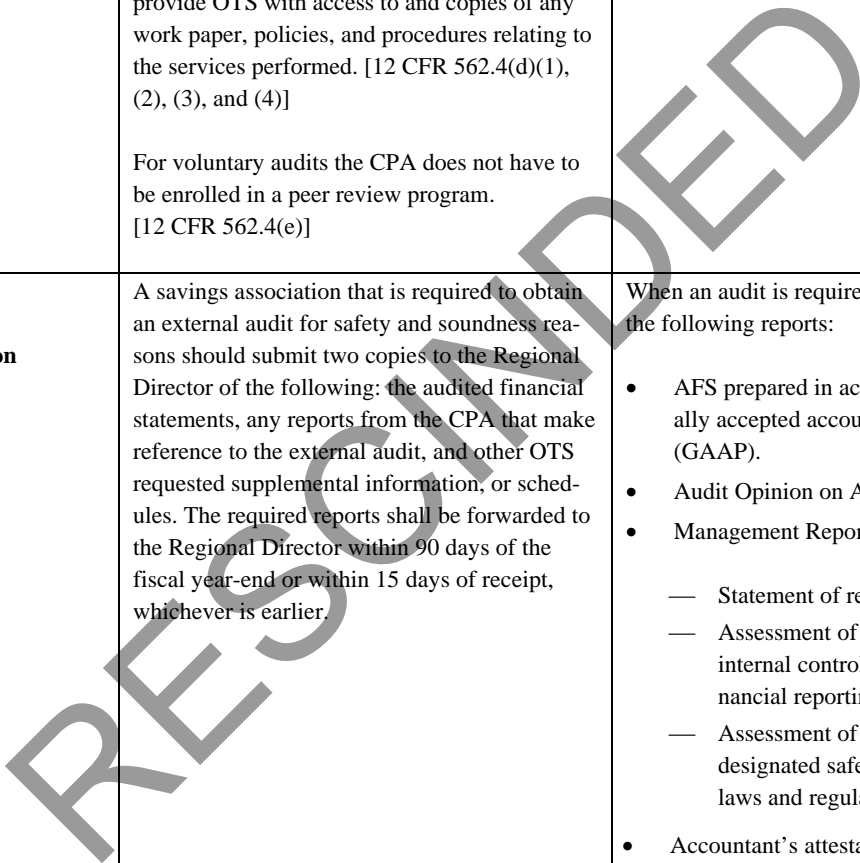 provide OTS with access to and copies of any
work paper, policies, and procedures relating to
the services performed. [12 CFR 562.4(d)(1),
(2), (3), and (4)]
For voluntary audits the CPA does not have to
be enrolled in a peer review program.
[12 CFR 562.4(e)]
on
A savings association that is required to obtain
an external audit for safety and soundness rea-
sons should submit two copies to the Regional
Director of the following: the audited financial
statements, any reports from the CPA that make
reference to the external audit, and other OTS
requested supplemental information, or sched-
ules. The required reports shall be forwarded to
the Regional Director within 90 days of the
fiscal year-end or within 15 days of receipt,
whichever is earlier.
When an audit is require
the following reports:
• AFS prepared in ac
ally accepted accou
(GAAP).
• Audit Opinion on A
• Management Repor
— Statement of re
— Assessment of
internal control
nancial reportin
— Assessment of
designated safe
laws and regula
• Accountant's attesta
RESCINDED